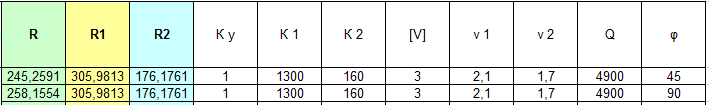 R R1 R2 К у К 1 К 2 [V] v 1 v 2 Q φ
245,2591 305,9813 176,1761 1 1300 160 3 2,1 1,7 4900 45
258,1554 305,9813 176,1761 1 1300 160 3 2,1 1,7 4900 90